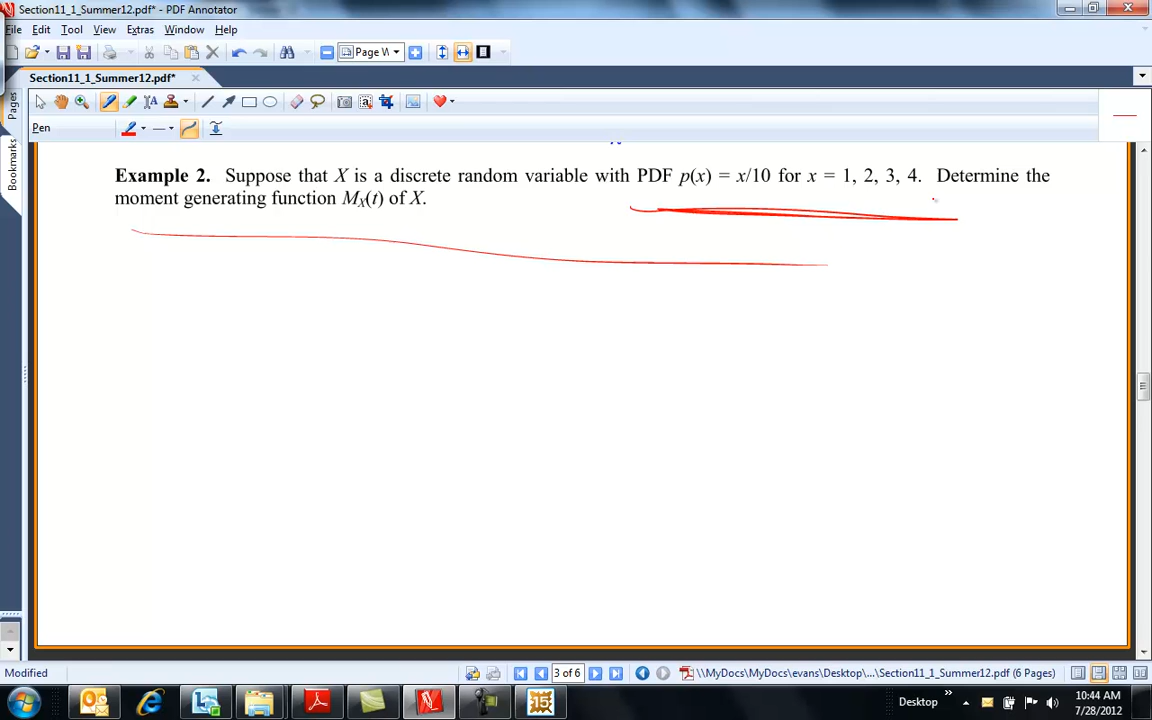 Section11_1_Summer12.pdf* - PDF Annotator
File Edit Tool View Extras Window Help
Page W
Section11_1_Summer12.pdf*
Pages
Bookmarks
Pen
Example 2. Suppose that X is a discrete random variable with PDF p(x) = x/10 for x = 1, 2, 3, 4. Determine the
moment generating function MX(t) of X.
Modified
3 of 6
\\MyDocs\MyDocs\evans\Desktop\...\Section11_1_Summer12.pdf (6 Pages)
Desktop
10:44 AM
7/28/2012